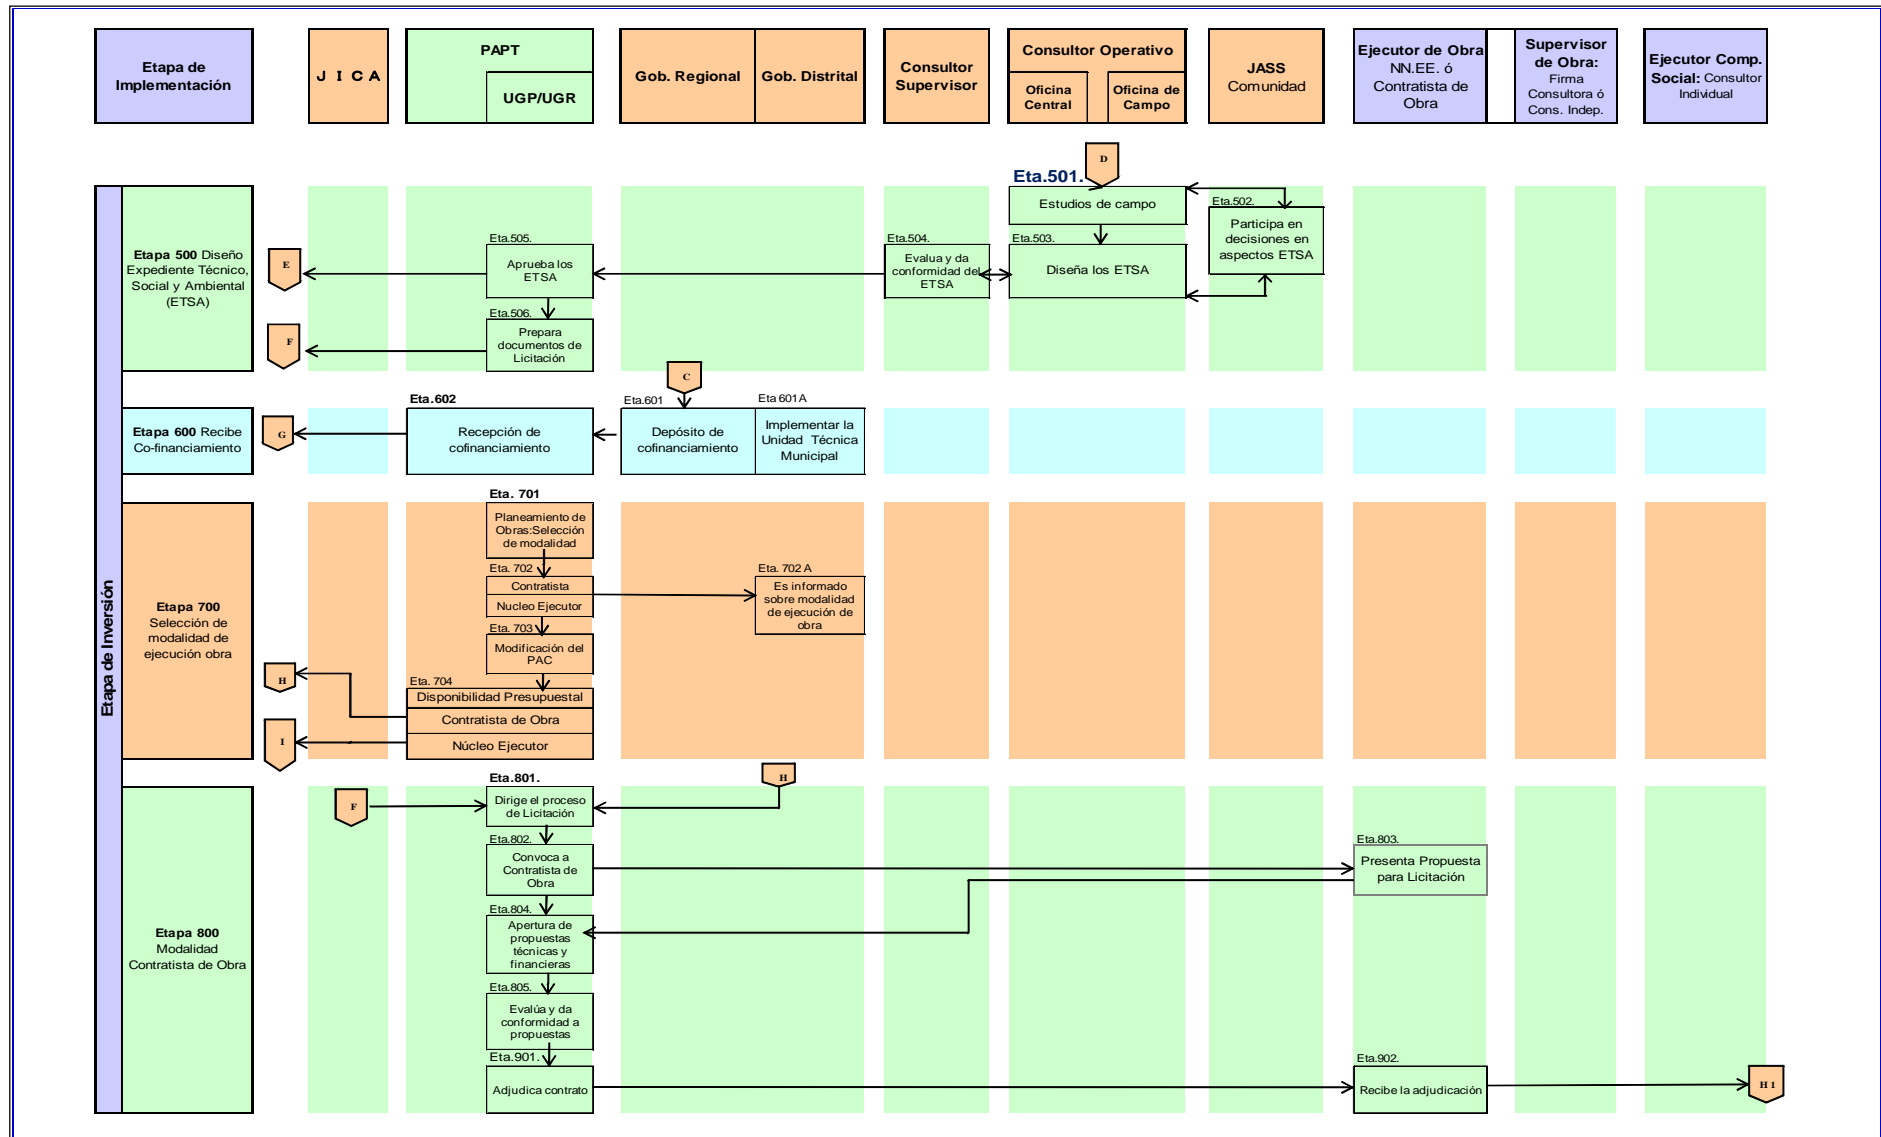 Etapa de
Implementación
J I C A
PAPT
UGP/UGR
Gob. Regional
Gob. Distrital
Consultor
Supervisor
Consultor Operativo
Oficina
Central
Oficina de
Campo
JASS
Comunidad
Ejecutor de Obra
NN.EE. ó
Contratista de
Obra
Supervisor
de Obra:
Firma
Consultora ó
Cons. Indep.
Ejecutor Comp.
Social: Consultor
Individual
Etapa de Inversión
D
Eta.501.
Estudios de campo
Eta.502.
Participa en
decisiones en
aspectos ETSA
Etapa 500 Diseño
Expediente Técnico,
Social y Ambiental
(ETSA)
E
Eta.505.
Aprueba los
ETSA
Eta.504.
Evalua y da
conformidad del
ETSA
Eta.503.
Diseña los ETSA
F
Eta.506.
Prepara
documentos de
Licitación
C
Etapa 600 Recibe
Co-financiamiento
G
Eta.602
Recepción de
cofinanciamiento
Eta.601
Depósito de
cofinanciamiento
Eta 601A
Implementar la
Unidad Técnica
Municipal
Etapa 700
Selección de
modalidad de
ejecución obra
Eta. 701
Planeamiento de
Obras:Selección
de modalidad
Eta. 702
Contratista
Nucleo Ejecutor
Eta. 702 A
Es informado
sobre modalidad
de ejecución de
obra
Eta. 703
Modificación del
PAC
H
Eta. 704
Disponibilidad Presupuestal
Contratista de Obra
I
Núcleo Ejecutor
H
Etapa 800
Modalidad
Contratista de Obra
F
Eta.801.
Dirige el proceso
de Licitación
Eta.802.
Convoca a
Contratista de
Obra
Eta.803.
Presenta Propuesta
para Licitación
Eta.804.
Apertura de
propuestas
técnicas y
financieras
Eta.805.
Evalúa y da
conformidad a
propuestas
Eta.901.
Adjudica contrato
Eta.902.
Recibe la adjudicación
H 1